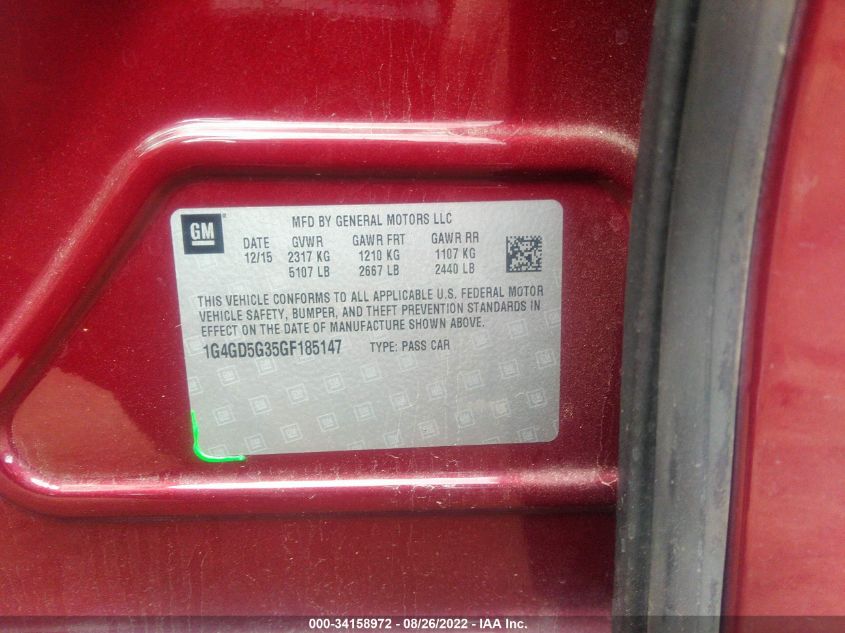 GM
MFD BY GENERAL MOTORS LLC
DATE GVWR GAWR FRT GAWR RR
12/15 2317 KG 1210 KG 1107 KG
5107 LB 2667 LB 2440 LB
THIS VEHICLE CONFORMS TO ALL APPLICABLE U.S. FEDERAL MOTOR
VEHICLE SAFETY, BUMPER, AND THEFT PREVENTION STANDARDS IN
EFFECT ON THE DATE OF MANUFACTURE SHOWN ABOVE.
1G4GD5G35GF185147 TYPE: PASS CAR
000-34158972 - 08/26/2022 - IAA Inc.